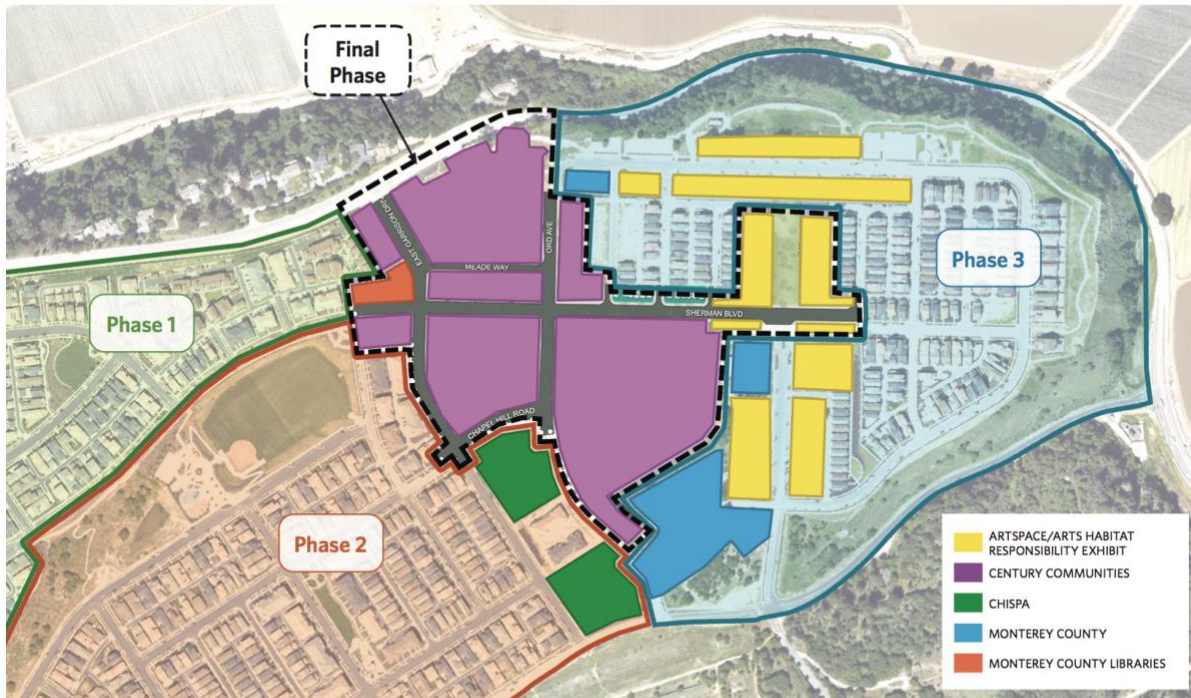 Final
Phase
EAST GARRISON DR
ORD AVE
MEADE WAY
SHERMAN BLVD
CHAPEL HILL ROAD
Phase 1
Phase 2
Phase 3
ARTSPACE/ARTS HABITAT
RESPONSIBILITY EXHIBIT
CENTURY COMMUNITIES
CHISPA
MONTEREY COUNTY
MONTEREY COUNTY LIBRARIES